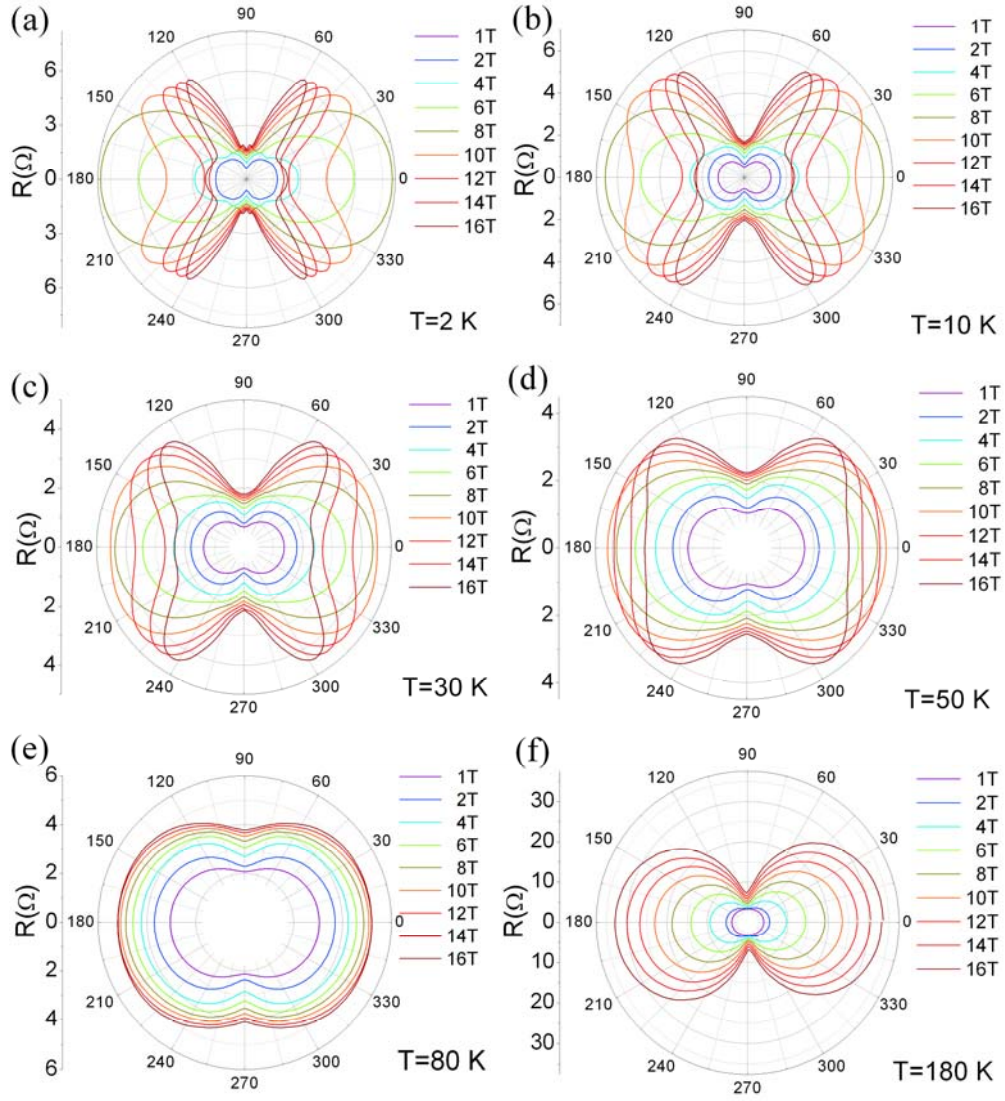 (a)
90
120
60
150
30
180
0
210
330
240
300
270
R(Ω)
6
3
0
3
6
1T
2T
4T
6T
8T
10T
12T
14T
16T
T=2 K
(b)
90
120
60
150
30
180
0
210
330
240
300
270
R(Ω)
6
4
2
0
2
4
6
1T
2T
4T
6T
8T
10T
12T
14T
16T
T=10 K
(c)
90
120
60
150
30
180
0
210
330
240
300
270
R(Ω)
4
2
0
2
4
1T
2T
4T
6T
8T
10T
12T
14T
16T
T=30 K
(d)
90
120
60
150
30
180
0
210
330
240
300
270
R(Ω)
4
2
0
2
4
1T
2T
4T
6T
8T
10T
12T
14T
16T
T=50 K
(e)
90
120
60
150
30
180
0
210
330
240
300
270
R(Ω)
6
4
2
0
2
4
6
1T
2T
4T
6T
8T
10T
12T
14T
16T
T=80 K
(f)
90
120
60
150
30
180
0
210
330
240
300
270
R(Ω)
30
20
10
0
10
20
30
1T
2T
4T
6T
8T
10T
12T
14T
16T
T=180 K